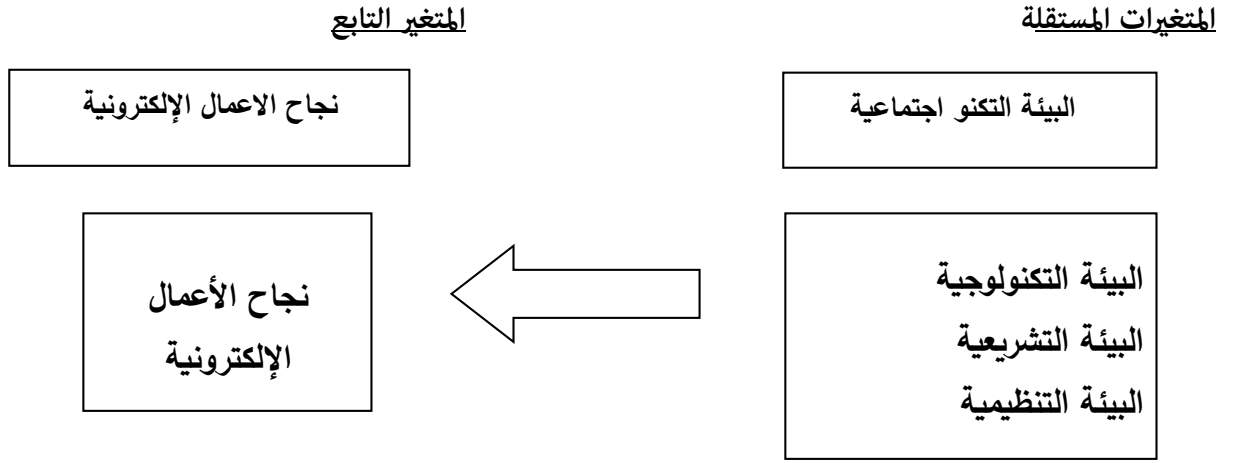 المتغيرات المستقلة
المتغير التابع
البيئة التكنو اجتماعية
نجاح الاعمال الإلكترونية
البيئة التكنولوجية
البيئة التشريعية
البيئة التنظيمية
نجاح الأعمال
الإلكترونية